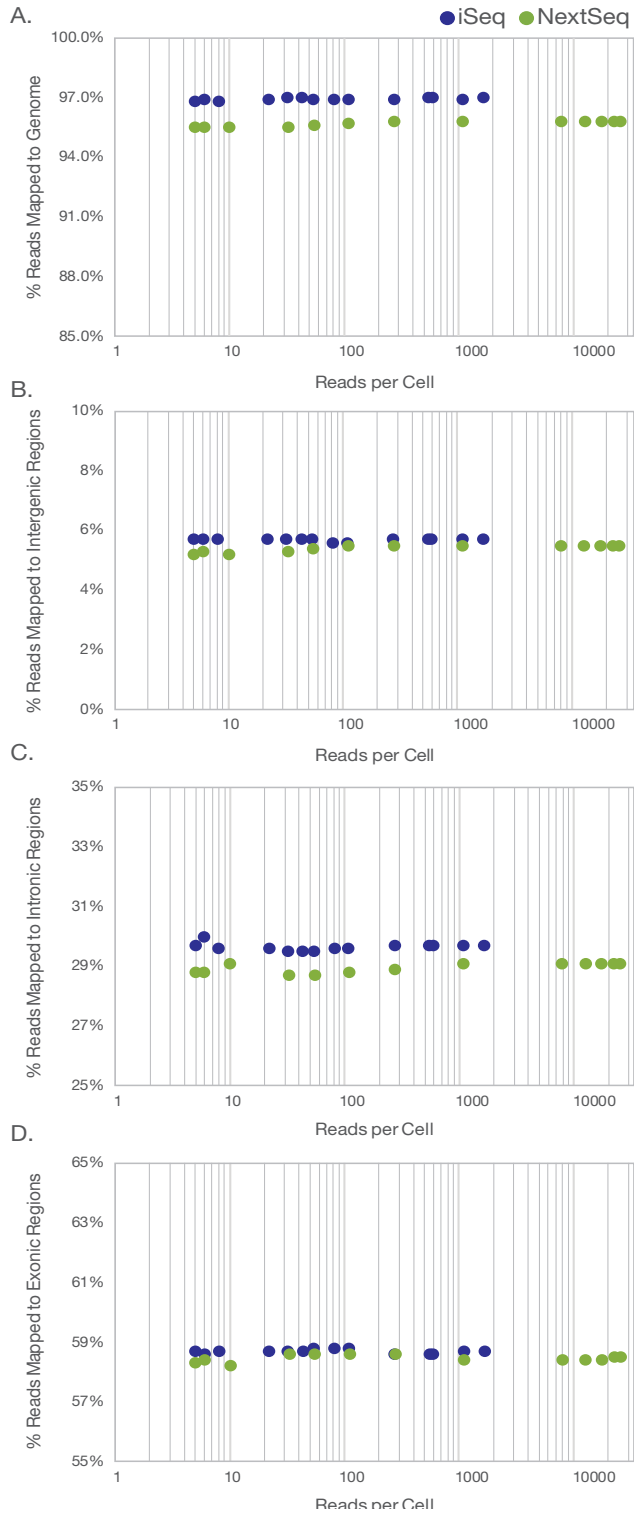 A.
iSeq NextSeq
% Reads Mapped to Genome
100.0%
97.0%
94.0%
91.0%
88.0%
85.0%
1 10 100 1000 10000
Reads per Cell
B.
% Reads Mapped to Intergenic Regions
10%
8%
6%
4%
2%
0%
1 10 100 1000 10000
Reads per Cell
C.
% Reads Mapped to Intronic Regions
35%
33%
31%
29%
27%
25%
1 10 100 1000 10000
Reads per Cell
D.
% Reads Mapped to Exonic Regions
65%
63%
61%
59%
57%
55%
1 10 100 1000 10000
Reads per Cell